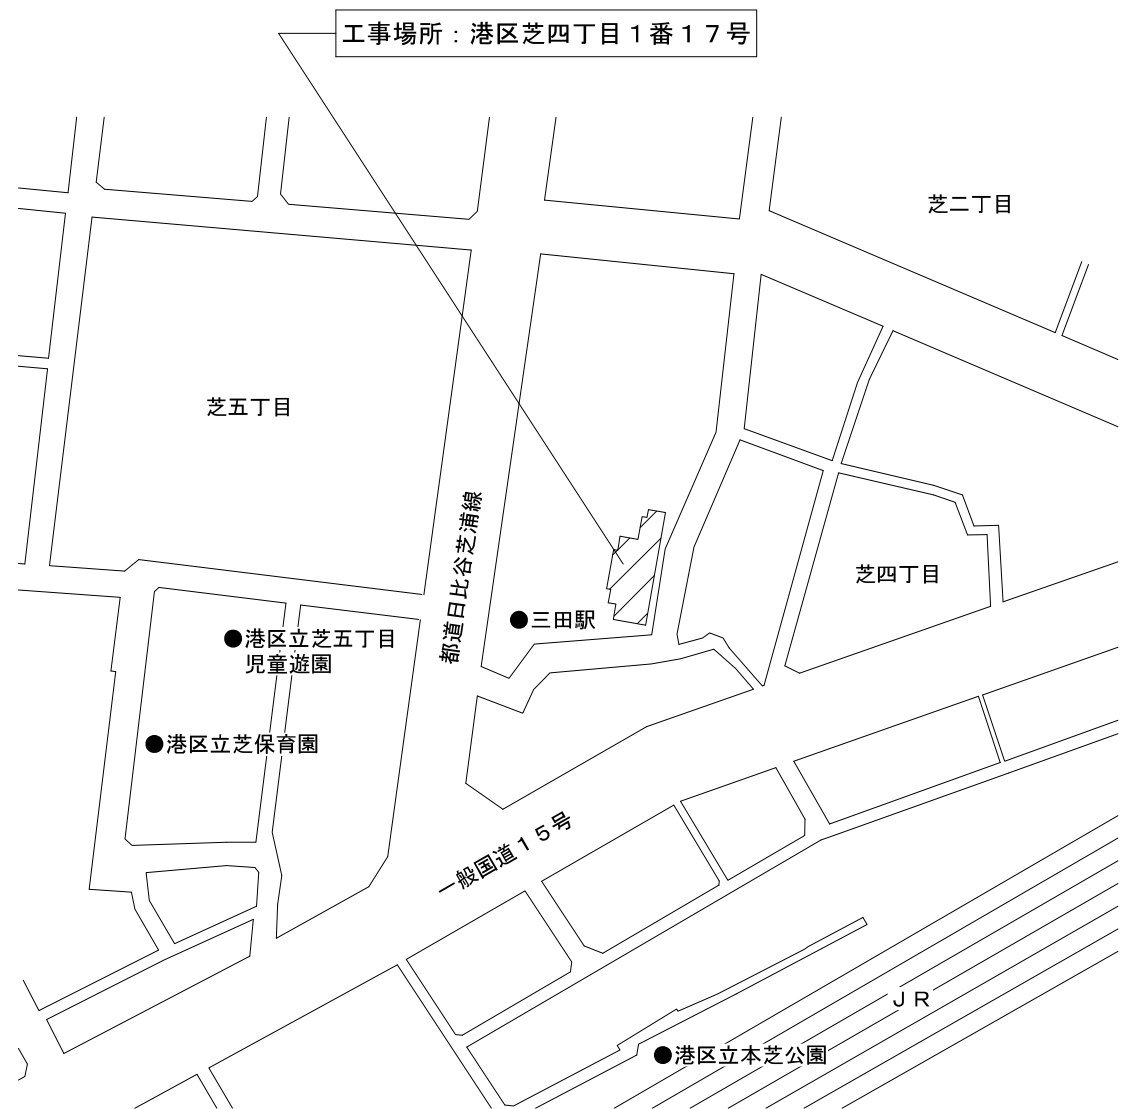 工事場所：港区芝四丁目１番１７号
芝二丁目
芝五丁目
都道日比谷芝浦線
芝四丁目
●三田駅
●港区立芝五丁目
児童遊園
●港区立芝保育園
一般国道１５号
ＪＲ
●港区立本芝公園